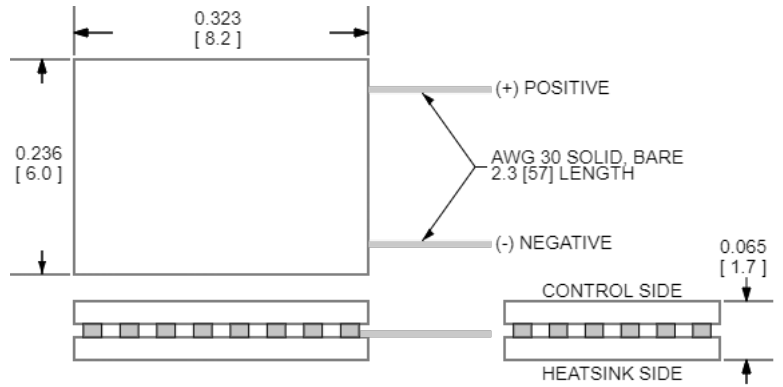 0.323
[ 8.2 ]
(+) POSITIVE
0.236
[ 6.0 ]
AWG 30 SOLID, BARE
2.3 [57] LENGTH
(-) NEGATIVE
0.065
[ 1.7 ]
CONTROL SIDE
HEATSINK SIDE